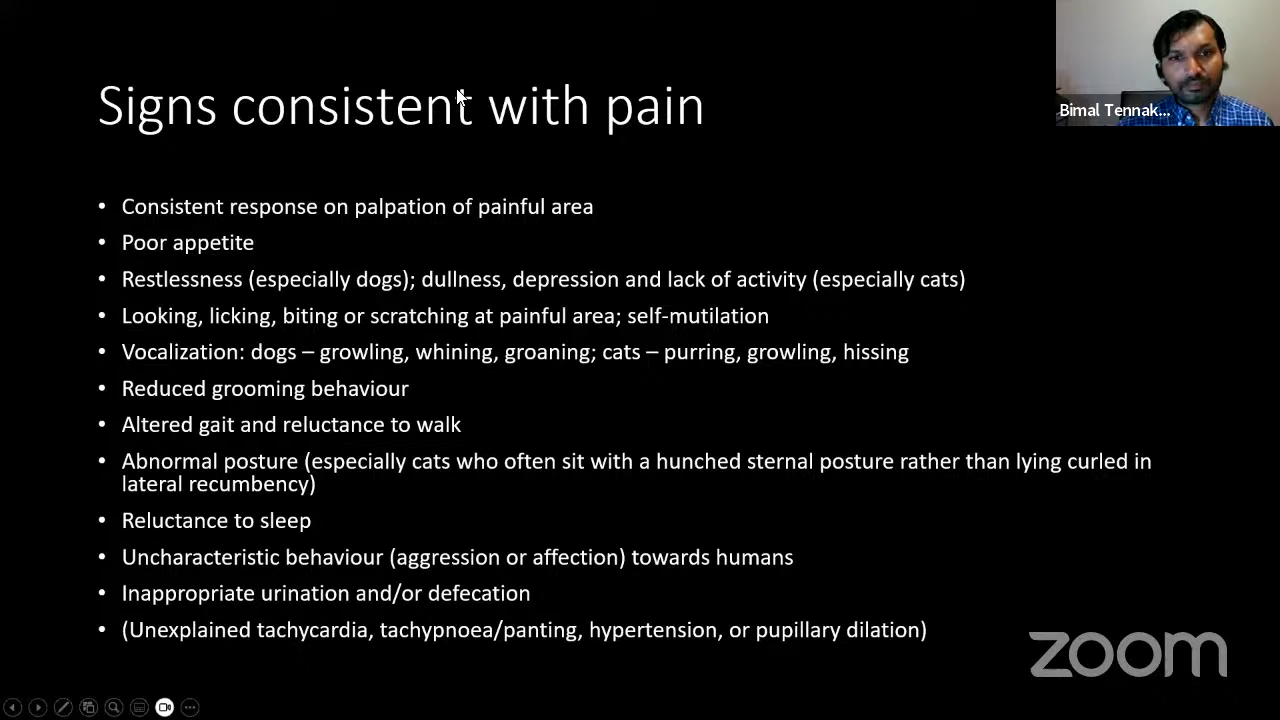 Signs consistent with pain
Bimal Tennak...
• Consistent response on palpation of painful area
• Poor appetite
• Restlessness (especially dogs); dullness, depression and lack of activity (especially cats)
• Looking, licking, biting or scratching at painful area; self-mutilation
• Vocalization: dogs – growling, whining, groaning; cats – purring, growling, hissing
• Reduced grooming behaviour
• Altered gait and reluctance to walk
• Abnormal posture (especially cats who often sit with a hunched sternal posture rather than lying curled in
lateral recumbency)
• Reluctance to sleep
• Uncharacteristic behaviour (aggression or affection) towards humans
• Inappropriate urination and/or defecation
• (Unexplained tachycardia, tachypnoea/panting, hypertension, or pupillary dilation)
zoom